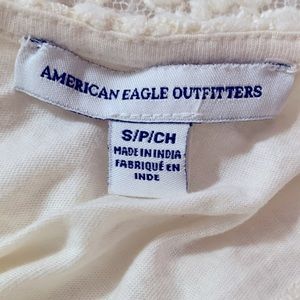 AMERICAN EAGLE OUTFITTERS
S/P/CH
MADE IN INDIA
FABRIQUÉ EN
INDE